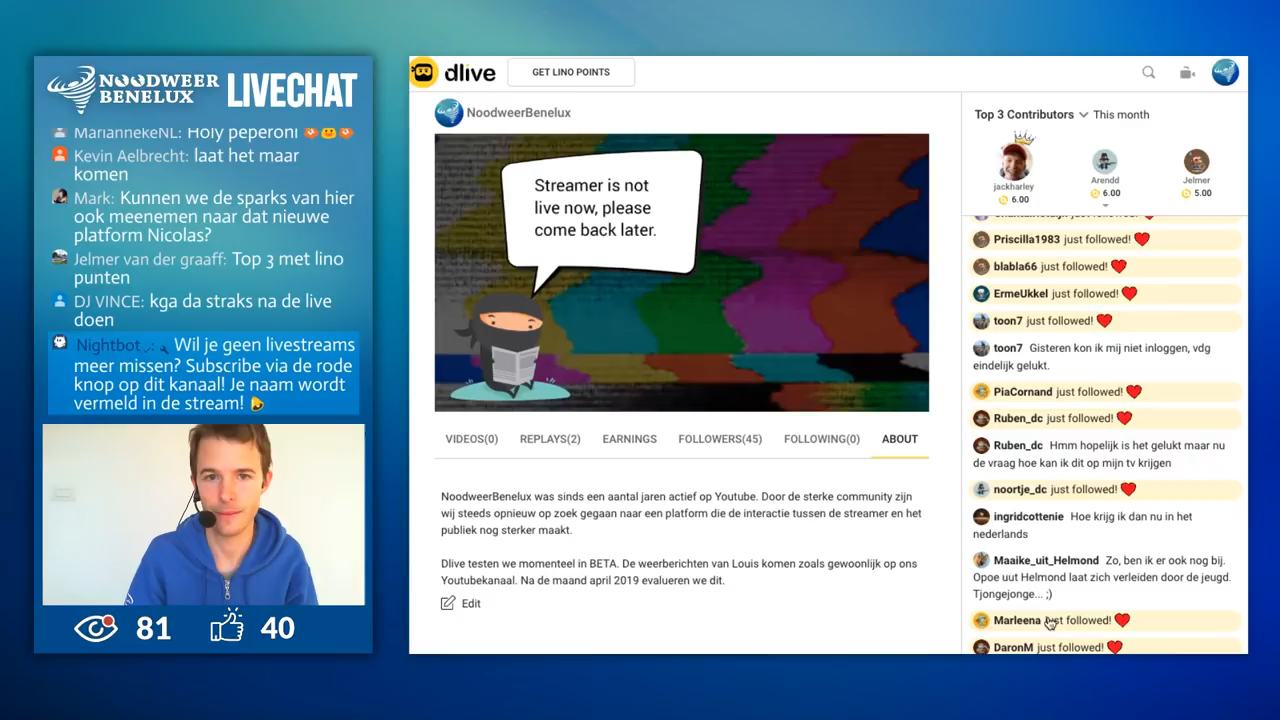 NOODWEER
BENELUX
LIVECHAT
MariannekeNL: Holy peperoni
Kevin Aelbrecht: laat het maar
komen
Mark: Kunnen we de sparks van hier
ook meenemen naar dat nieuwe
platform Nicolas?
Jelmer van der graaff: Top 3 met lino
punten
DJ VINCE: kga da straks na de live
doen
Nightbot : Wil je geen livestreams
meer missen? Subscribe via de rode
knop op dit kanaal! Je naam wordt
vermeld in de stream!
81
40
dlive
GET LINO POINTS
NoodweerBenelux
Streamer is not
live now, please
come back later.
VIDEOS(0) REPLAYS(2) EARNINGS FOLLOWERS(45) FOLLOWING(0) ABOUT
NoodweerBenelux was sinds een aantal jaren actief op Youtube. Door de sterke community zijn
wij steeds opnieuw op zoek gegaan naar een platform die de interactie tussen de streamer en het
publiek nog sterker maakt.
Dlive testen we momenteel in BETA. De weerberichten van Louis komen zoals gewoonlijk op ons
Youtubekanaal. Na de maand april 2019 evalueren we dit.
Edit
Top 3 Contributors This month
jackharley
6.00
Arendd
6.00
Jelmer
5.00
Priscilla1983 just followed!
blabla66 just followed!
ErmeUkkel just followed!
toon7 just followed!
toon7 Gisteren kon ik mij niet inloggen, vdg
eindelijk gelukt.
PiaCornand just followed!
Ruben_dc just followed!
Ruben_dc Hmm hopelijk is het gelukt maar nu
de vraag hoe kan ik dit op mijn tv krijgen
noortje_dc just followed!
ingridcottenie Hoe krijg ik dan nu in het
nederlands
Maaike_uit_Helmond Zo, ben ik er ook nog bij.
Opoe uut Helmond laat zich verleiden door de jeugd.
Tjongejonge... ;)
Marleena just followed!
DaronM just followed!